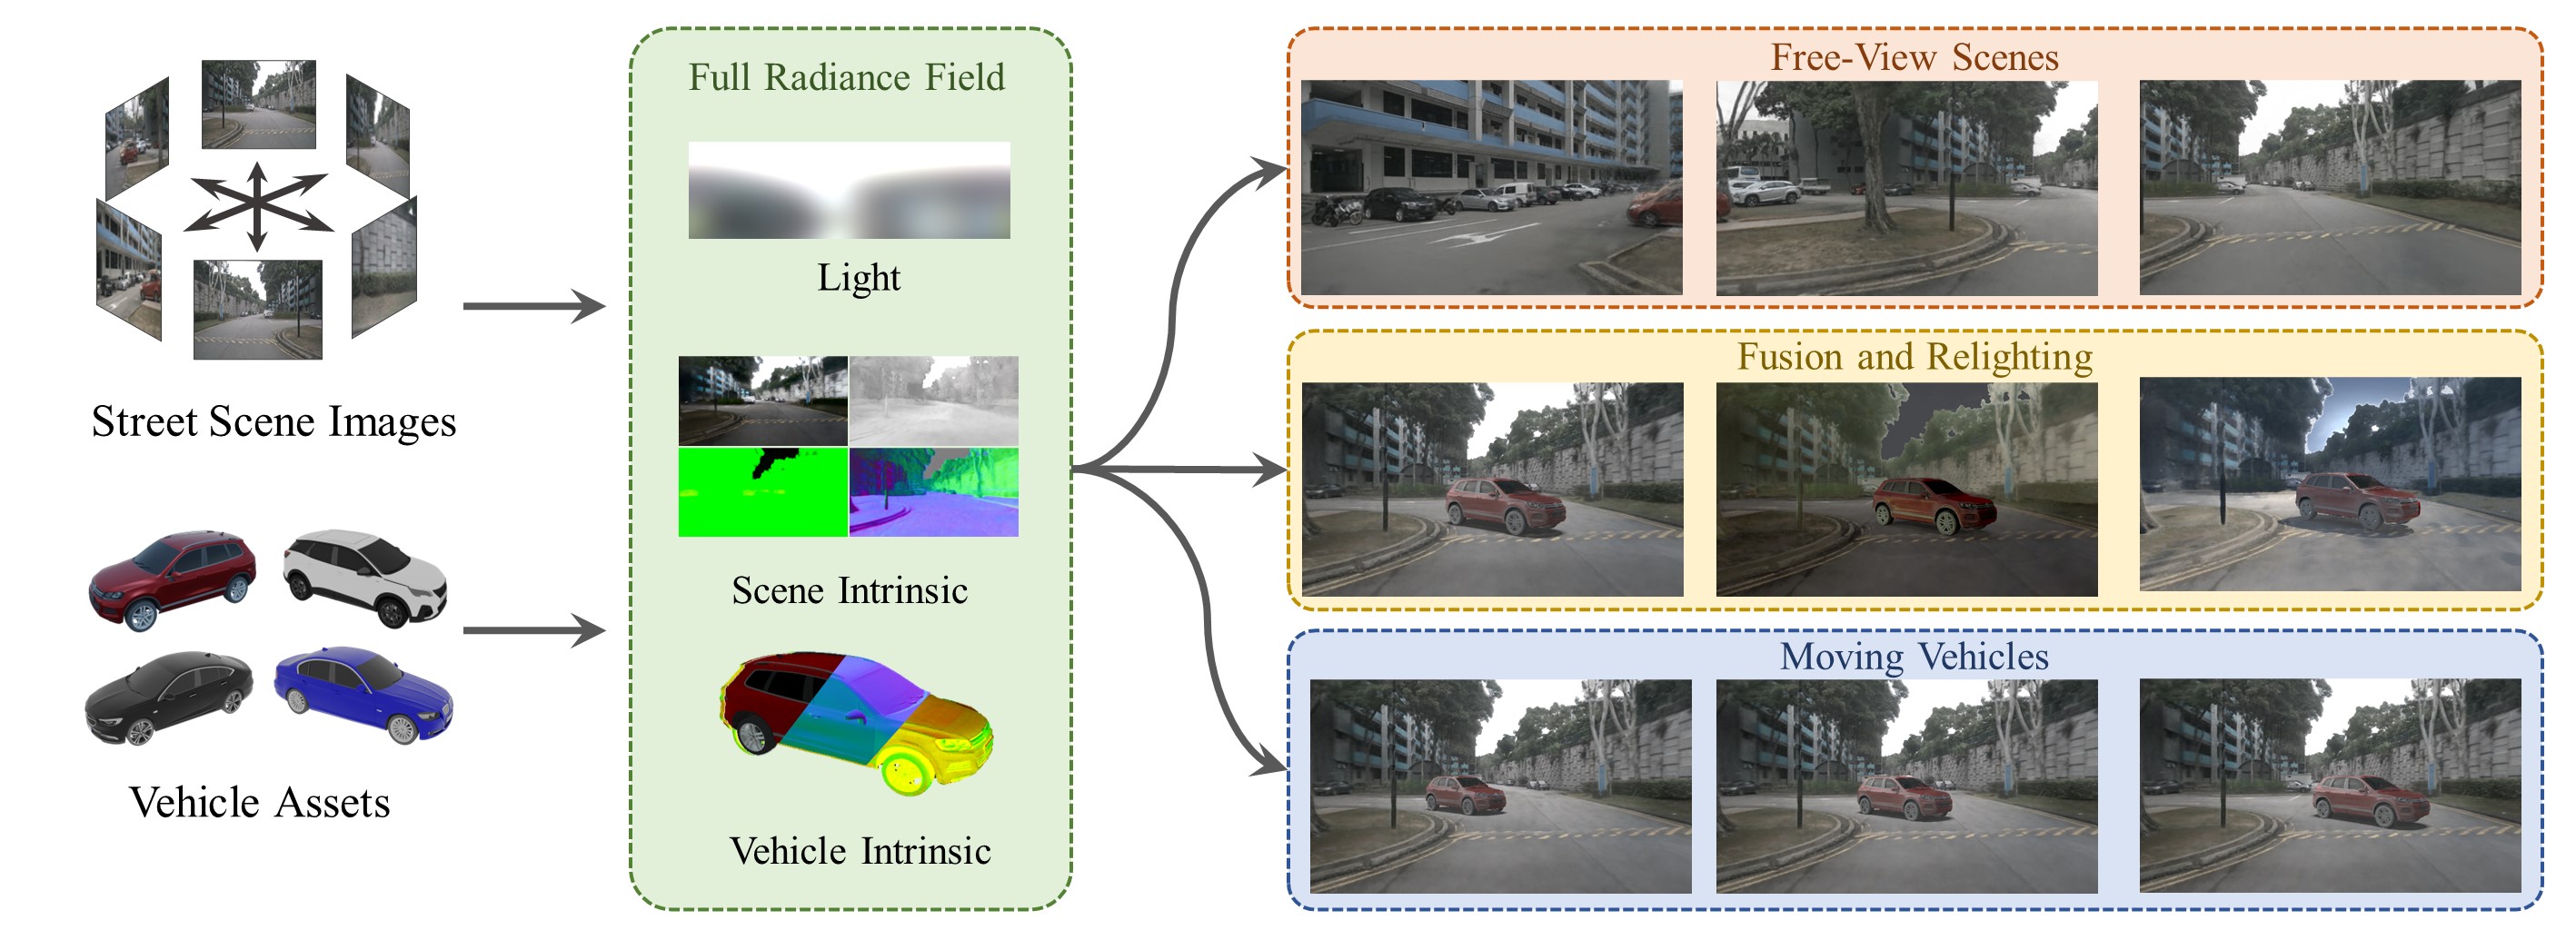 Street Scene Images
Vehicle Assets
Full Radiance Field
Light
Scene Intrinsic
Vehicle Intrinsic
Free-View Scenes
Fusion and Relighting
Moving Vehicles